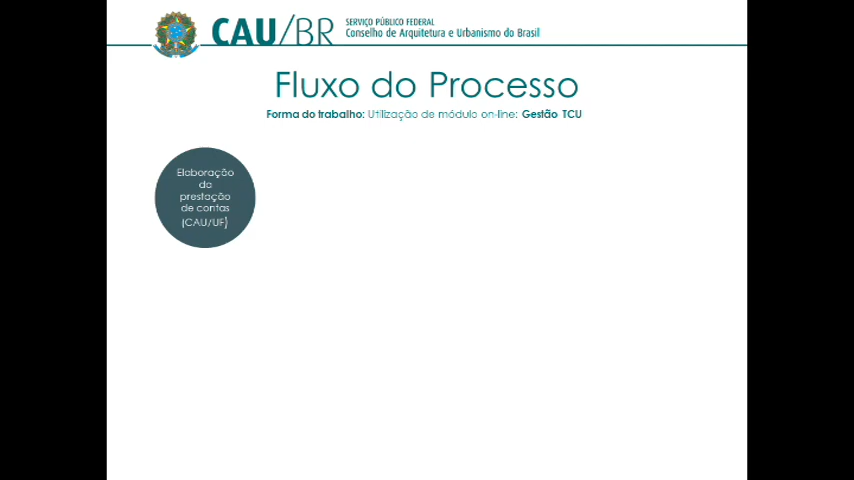 CAU/BR
SERVIÇO PÚBLICO FEDERAL
Conselho de Arquitetura e Urbanismo do Brasil
Fluxo do Processo
Forma do trabalho: Utilização de módulo on-line: Gestão TCU
Elaboração
da
prestação
de contas
(CAU/UF)